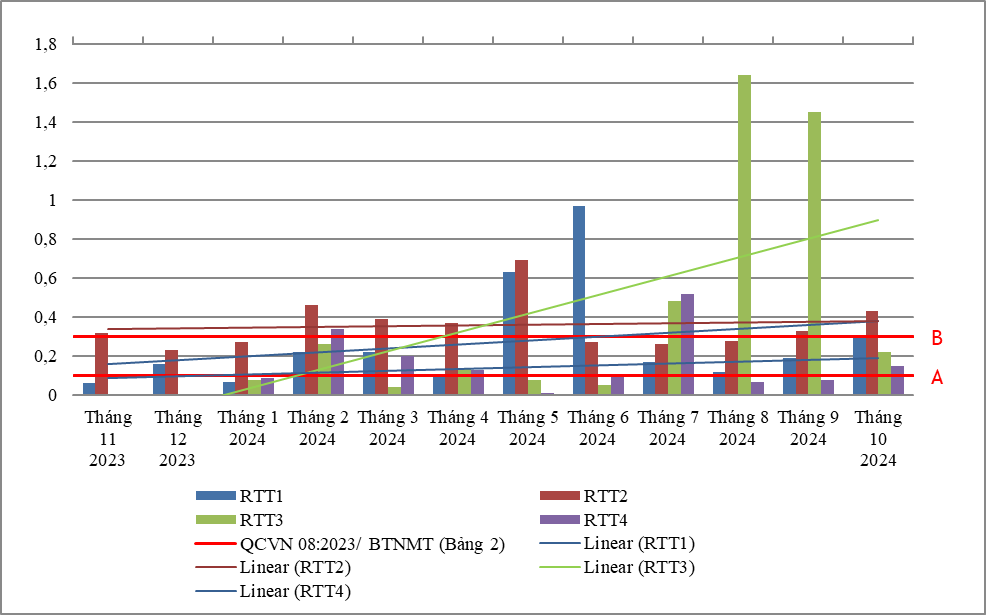 1,8
1,6
1,4
1,2
1
0,8
0,6
0,4
0,2
0
B
A
Tháng 11 2023
Tháng 12 2023
Tháng 1 2024
Tháng 2 2024
Tháng 3 2024
Tháng 4 2024
Tháng 5 2024
Tháng 6 2024
Tháng 7 2024
Tháng 8 2024
Tháng 9 2024
Tháng 10 2024
RTT1
RTT2
RTT3
RTT4
QCVN 08:2023/ BTNMT (Bảng 2)
Linear (RTT1)
Linear (RTT2)
Linear (RTT3)
Linear (RTT4)